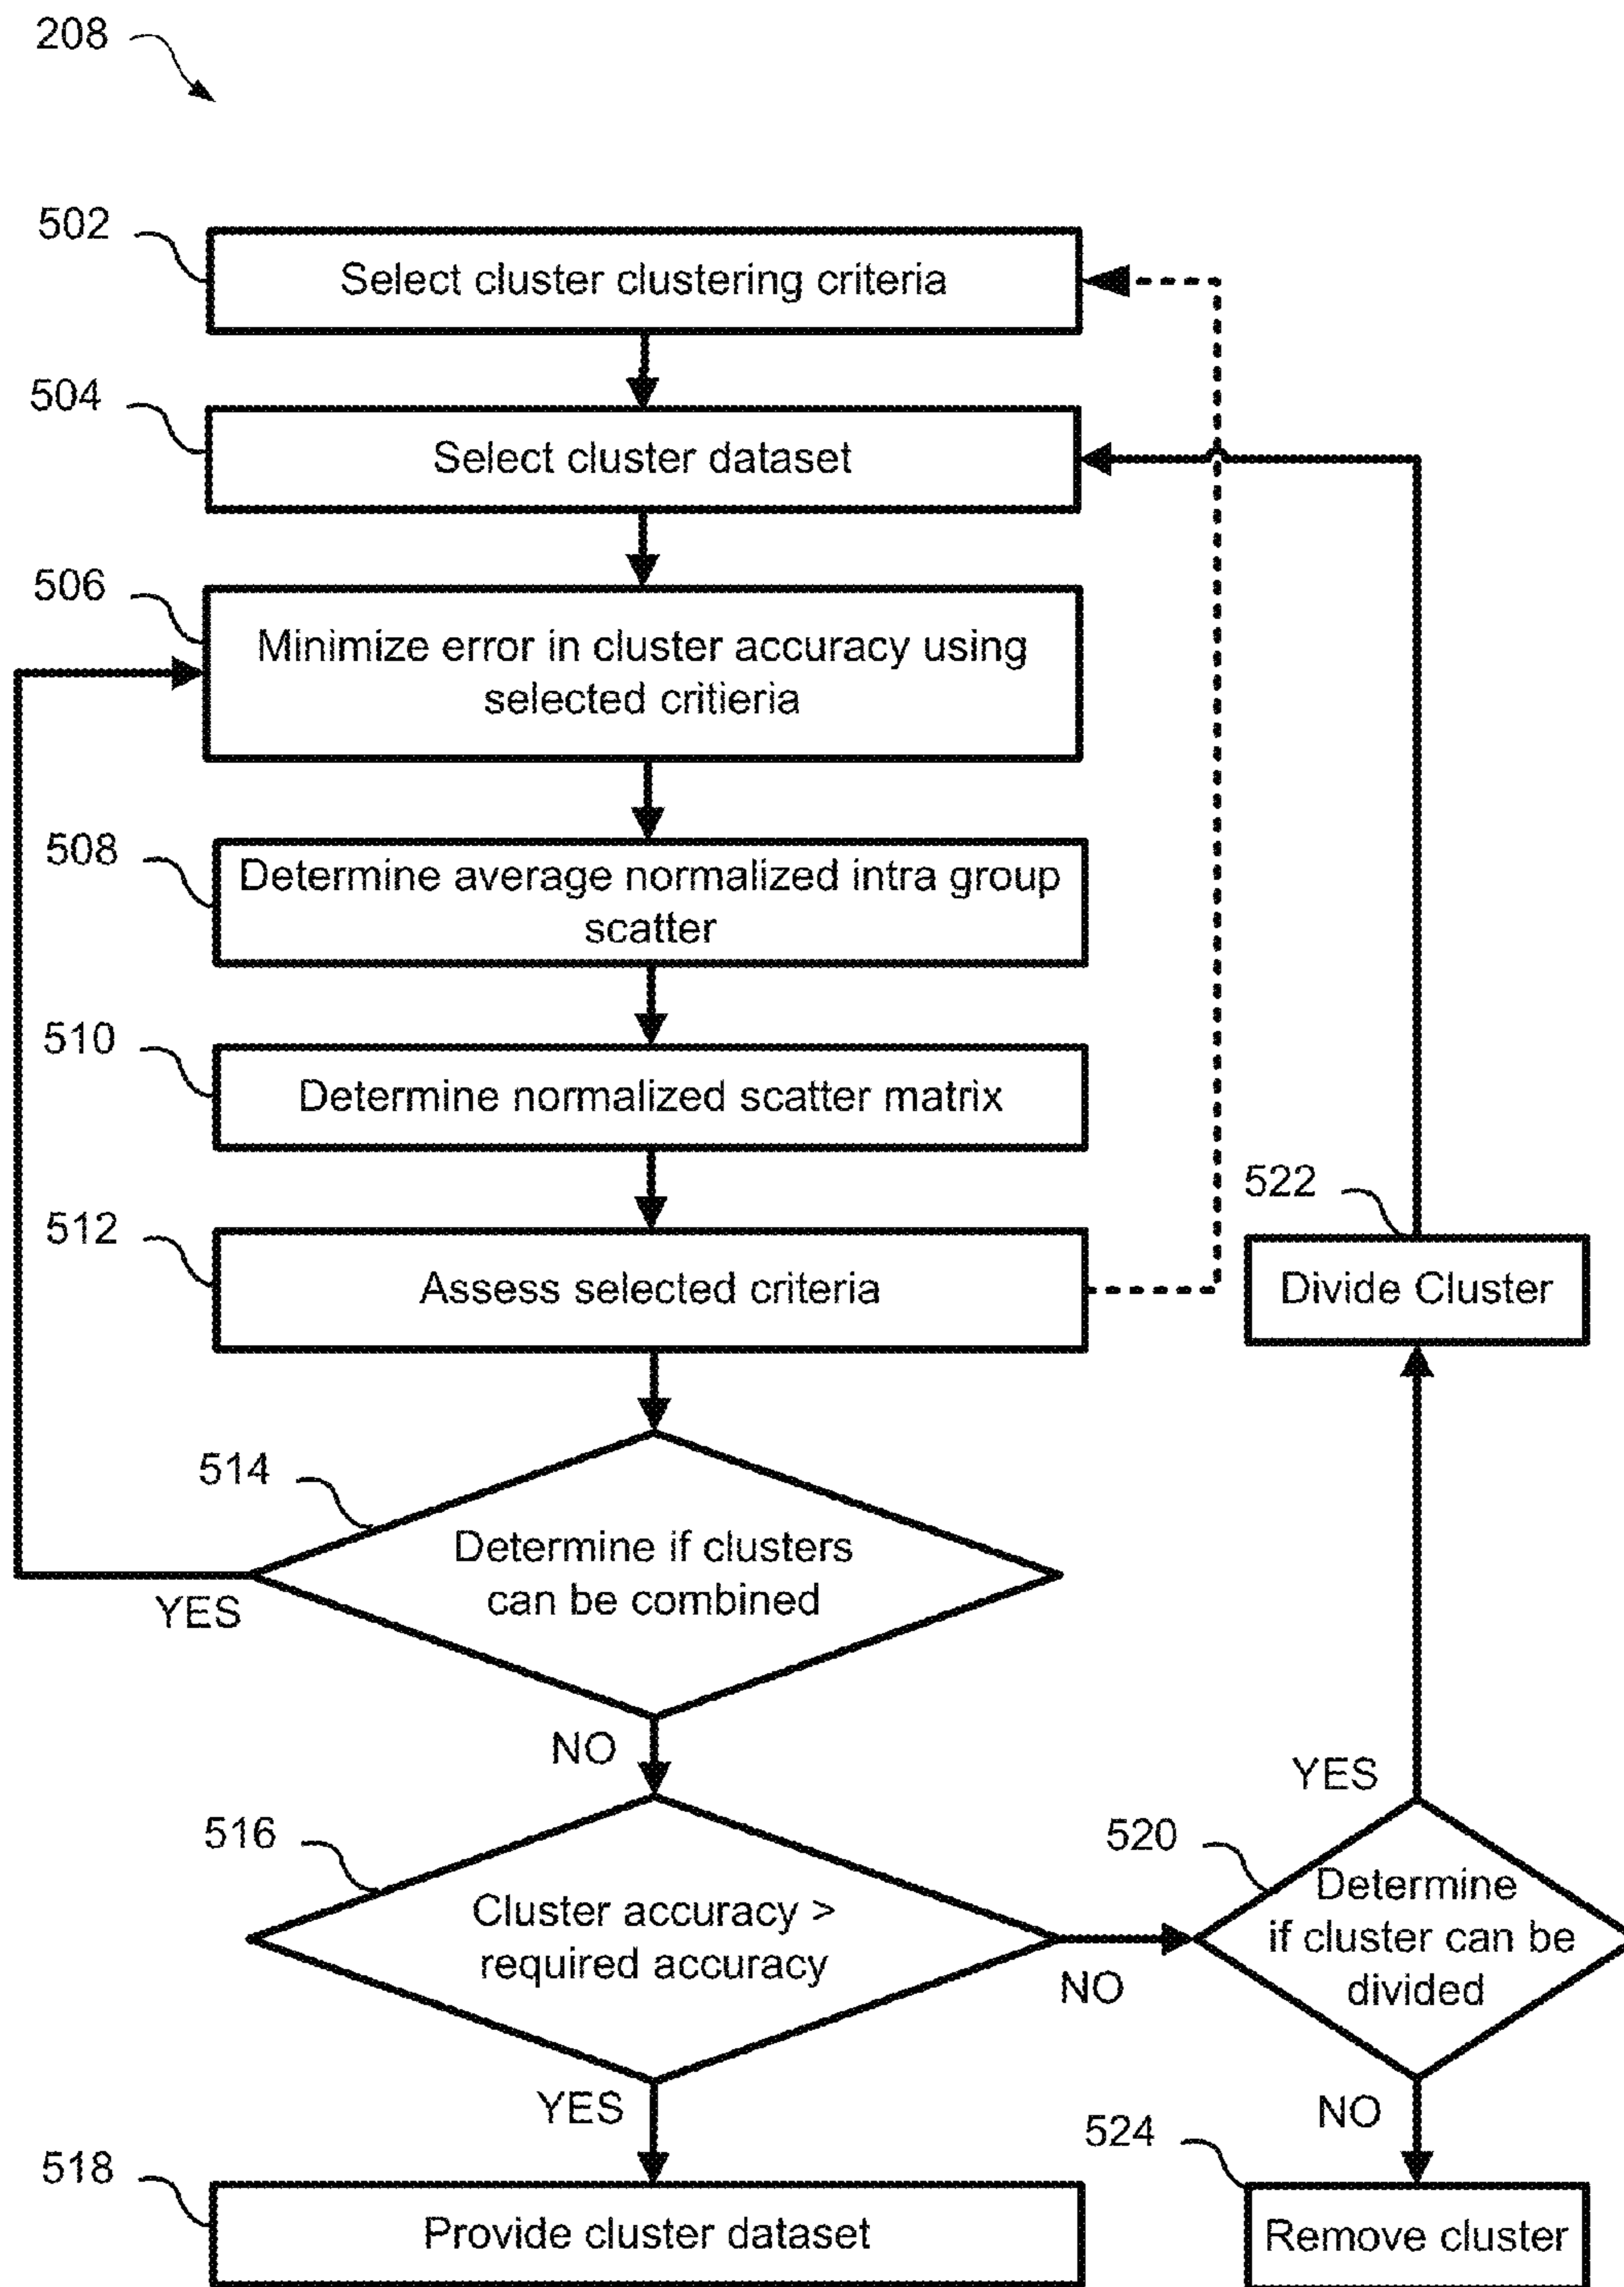 208
502
Select cluster clustering criteria
504
Select cluster dataset
506
Minimize error in cluster accuracy using
selected critieria
508
Determine average normalized intra group
scatter
510
Determine normalized scatter matrix
512
Assess selected criteria
522
Divide Cluster
514
Determine if clusters
can be combined
YES
NO
516
Cluster accuracy >
required accuracy
NO
YES
520
Determine
if cluster can be
divided
YES
NO
518
Provide cluster dataset
524
Remove cluster